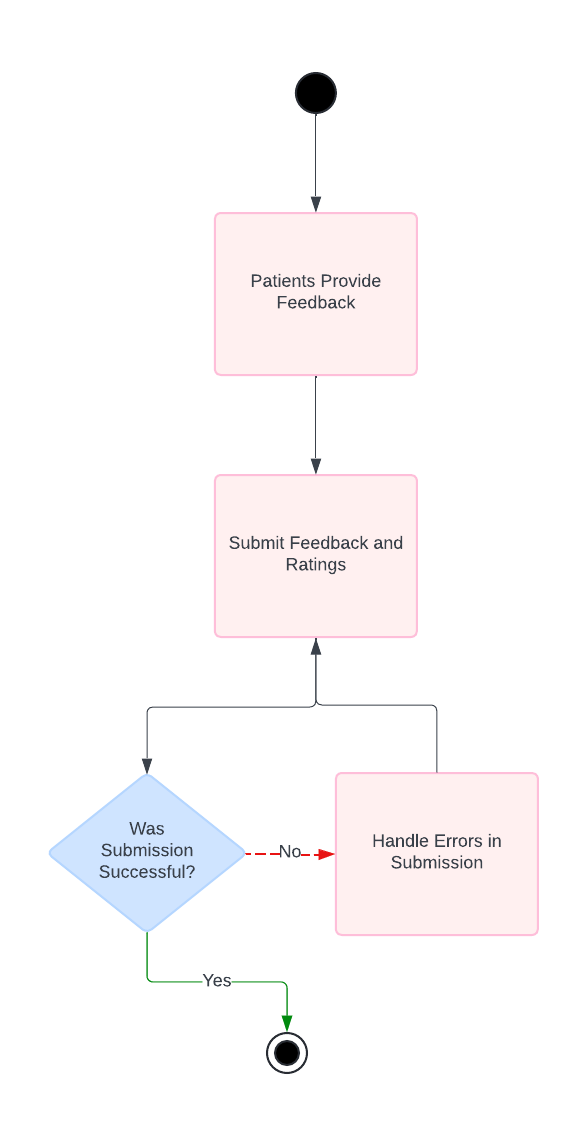 Patients Provide
Feedback
Submit Feedback and
Ratings
Was
Submission
Successful?
No
Handle Errors in
Submission
Yes